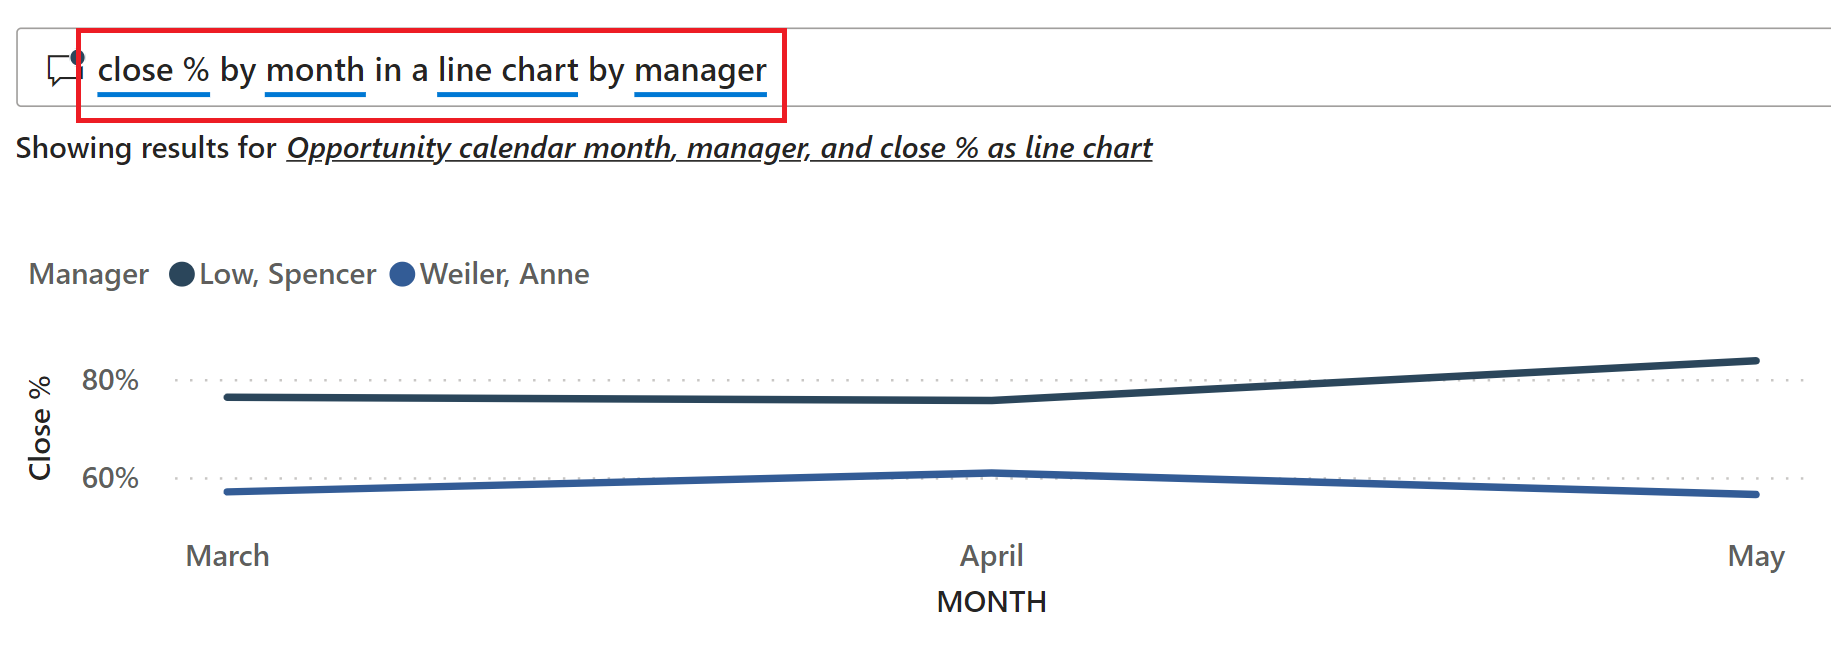 close % by month in a line chart by manager
Showing results for Opportunity calendar month, manager, and close % as line chart
Manager Low, Spencer Weiler, Anne
Close %
80%
60%
March April May
MONTH